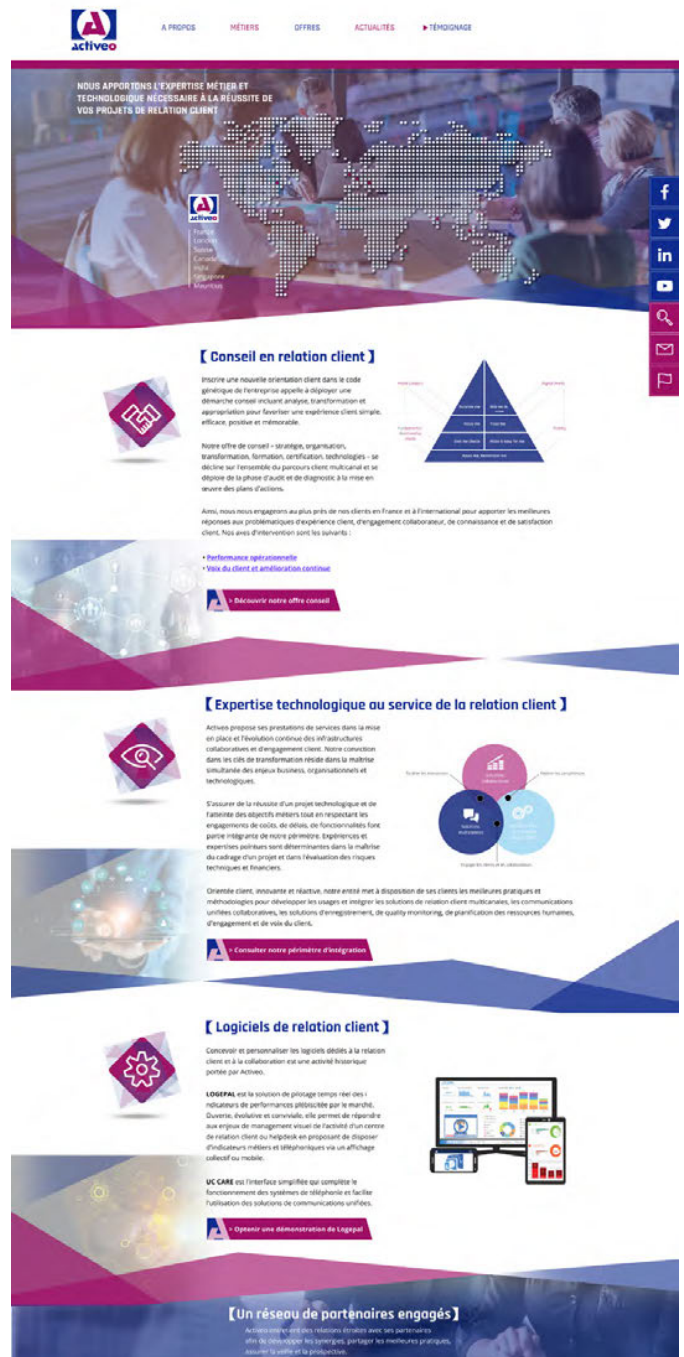 activeo
A PROPOS
MÉTIERS
OFFRES
ACTUALITÉS
TÉMOIGNAGE
NOUS APPORTONS L'EXPERTISE MÉTIER ET
TECHNOLOGIQUE NÉCESSAIRE À LA RÉUSSITE DE
VOS PROJETS DE RELATION CLIENT
activeo
France
Londres
Suisse
Canada
India
Singapore
Mauritius
【 Conseil en relation client 】
Inscrire une nouvelle orientation client dans le code
génétique de l'entreprise appelle à déployer une
démarche conseil incluant analyse, transformation et
appropriation pour favoriser une expérience client simple,
efficace, positive et mémorable.
Notre offre de conseil – stratégie, organisation,
transformation, formation, certification, technologies – se
décline sur l'ensemble du parcours client multicanal et se
déploie de la phase d'audit et de diagnostic à la mise en
œuvre des plans d'actions.
Ainsi, nous nous engageons au plus près de nos clients en France et à l'international pour apporter les meilleures
réponses aux problématiques d'expérience client, d'engagement collaborateur, de connaissance et de satisfaction
client. Nos axes d'intervention sont les suivants :
• Performance opérationnelle
• Voix du client et amélioration continue
> Découvrir notre offre conseil
【 Expertise technologique au service de la relation client 】
Activeo propose ses prestations de services dans la mise
en place et l'évolution continue des infrastructures
collaboratives et d'engagement client. Notre conviction
dans les clés de transformation réside dans la maîtrise
simultanée des enjeux business, organisationnels et
technologiques.
S'assurer de la réussite d'un projet technologique et de
l'atteinte des objectifs métiers tout en respectant les
engagements de coûts, de délais, de fonctionnalités font
partie intégrante de notre périmètre. Expériences et
expertises pointues sont déterminantes dans la maîtrise
du cadrage d'un projet et dans l'évaluation des risques
techniques et financiers.
Orientée client, innovante et réactive, notre entité met à disposition de ses clients les meilleures pratiques et
méthodologies pour développer les usages et intégrer les solutions de relation client multicanales, les communications
unifiées collaboratives, les solutions d'enregistrement, de quality monitoring, de planification des ressources humaines,
d'engagement et de voix du client.
> Consulter notre périmètre d'intégration
【 Logiciels de relation client 】
Concevoir et personnaliser les logiciels dédiés à la relation
client et à la collaboration est une activité historique
portée par Activeo.
LOGEPAL est la solution de pilotage temps réel des i
ndicateurs de performances plébiscitée par le marché.
Ouverte, évolutive et conviviale, elle permet de répondre
aux enjeux de management visuel de l'activité d'un centre
de relation client ou helpdesk en proposant de disposer
d'indicateurs métiers et téléphoniques via un affichage
collectif ou mobile.
UC CARE est l'interface simplifiée qui complète le
fonctionnement des systèmes de téléphonie et facilite
l'utilisation des solutions de communications unifiées.
> Optenir une démonstration de Logepal
【Un réseau de partenaires engagés】
Activeo entretient des relations étroites avec ses partenaires
afin de développer les synergies, partager les meilleures pratiques,
assurer la veille et la prospective.